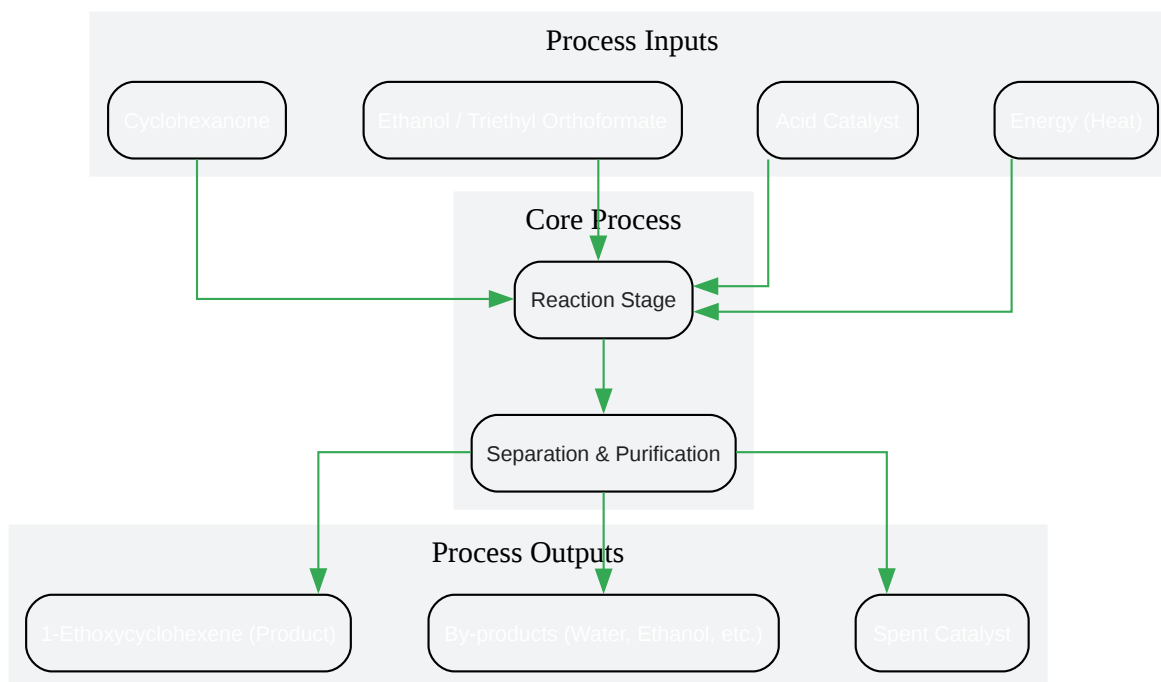 Process Inputs
Cyclohexanone
Ethanol / Triethyl Orthoformate
Acid Catalyst
Energy (Heat)
Core Process
Reaction Stage
Separation & Purification
Process Outputs
1-Ethoxycyclohexene (Product)
By-products (Water, Ethanol, etc.)
Spent Catalyst